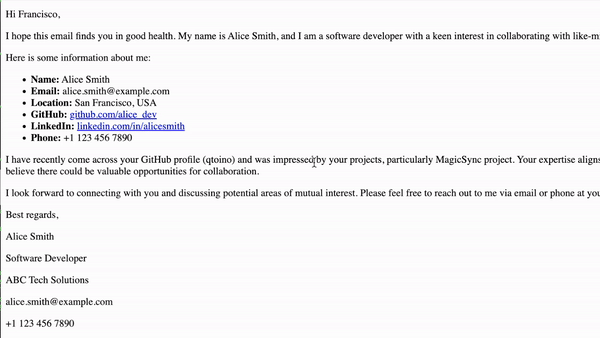 Hi Francisco,
I hope this email finds you in good health. My name is Alice Smith, and I am a software developer with a keen interest in collaborating with like-m
Here is some information about me:
• Name: Alice Smith
• Email: alice.smith@example.com
• Location: San Francisco, USA
• GitHub: github.com/alice_dev
• LinkedIn: linkedin.com/in/alicesmith
• Phone: +1 123 456 7890
I have recently come across your GitHub profile (qtoino) and was impressed by your projects, particularly MagicSync project. Your expertise aligns
believe there could be valuable opportunities for collaboration.
I look forward to connecting with you and discussing potential areas of mutual interest. Please feel free to reach out to me via email or phone at you
Best regards,
Alice Smith
Software Developer
ABC Tech Solutions
alice.smith@example.com
+1 123 456 7890